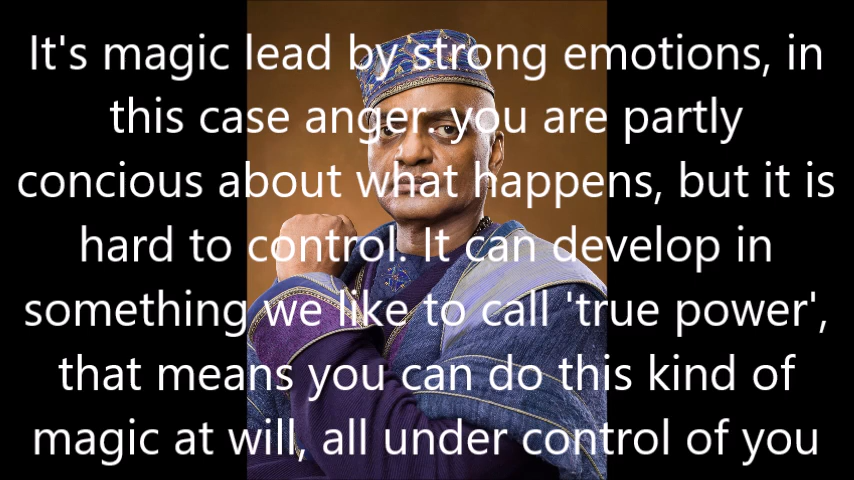 It's magic lead by strong emotions, in
this case anger. you are partly
concious about what happens, but it is
hard to control. It can develop in
something we like to call 'true power',
that means you can do this kind of
magic at will, all under control of you